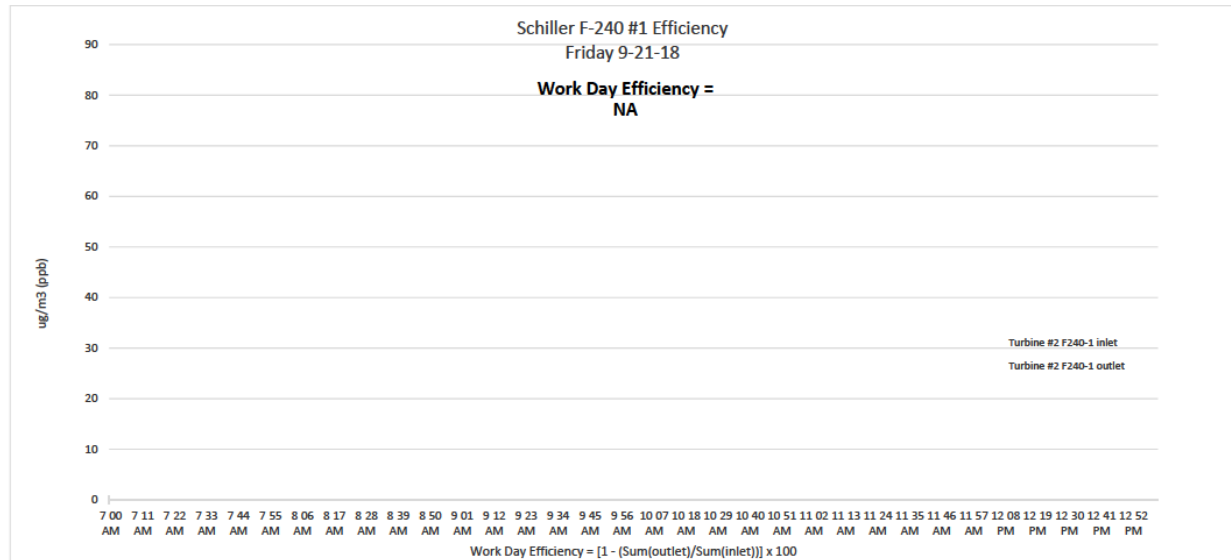 Schiller F-240 #1 Efficiency
Friday 9-21-18
Work Day Efficiency =
NA
90
80
70
60
50
40
30
20
10
0
ug/m3 (ppb)
Turbine #2 F240-1 inlet
Turbine #2 F240-1 outlet
7 00 7 11 7 22 7 33 7 44 7 55 8 06 8 17 8 28 8 39 8 50 9 01 9 12 9 23 9 34 9 45 9 56 10 07 10 18 10 29 10 40 10 51 11 02 11 13 11 24 11 35 11 46 11 57 12 08 12 19 12 30 12 41 12 52
AM AM AM AM AM AM AM AM AM AM AM AM AM AM AM AM AM AM AM AM AM AM AM AM AM AM AM AM PM PM PM PM PM
Work Day Efficiency = [1 - (Sum(outlet)/Sum(inlet))] x 100